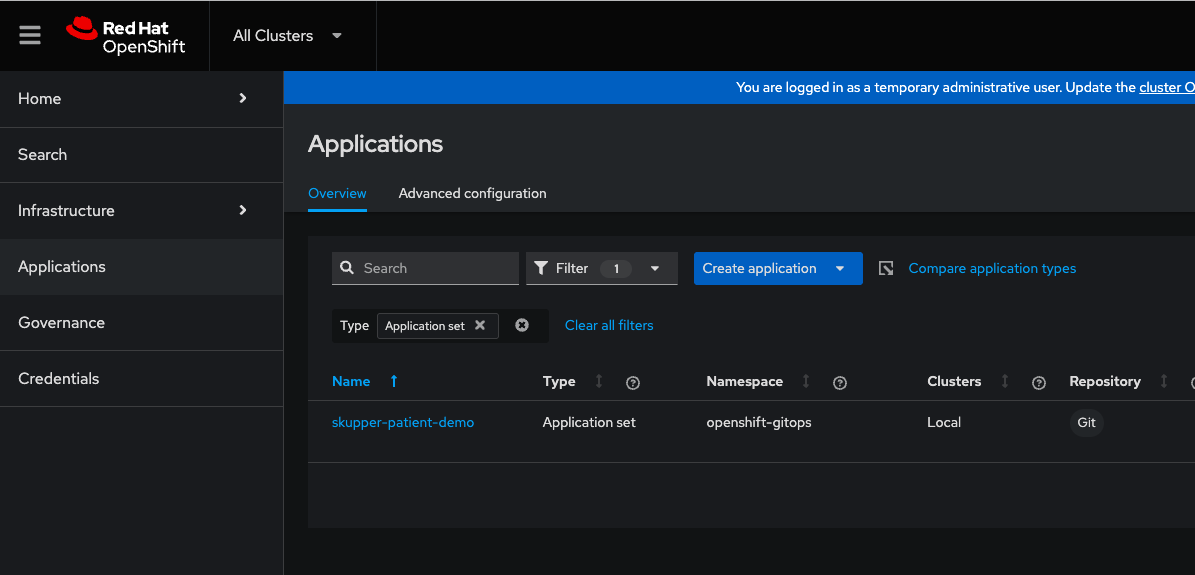 Red Hat
OpenShift
All Clusters
Home
Search
Infrastructure
Applications
Governance
Credentials
You are logged in as a temporary administrative user. Update the cluster O
Applications
Overview Advanced configuration
Search Filter 1 Create application Compare application types
Type Application set Clear all filters
Name Type Namespace Clusters Repository
skupper-patient-demo Application set openshift-gitops Local Git